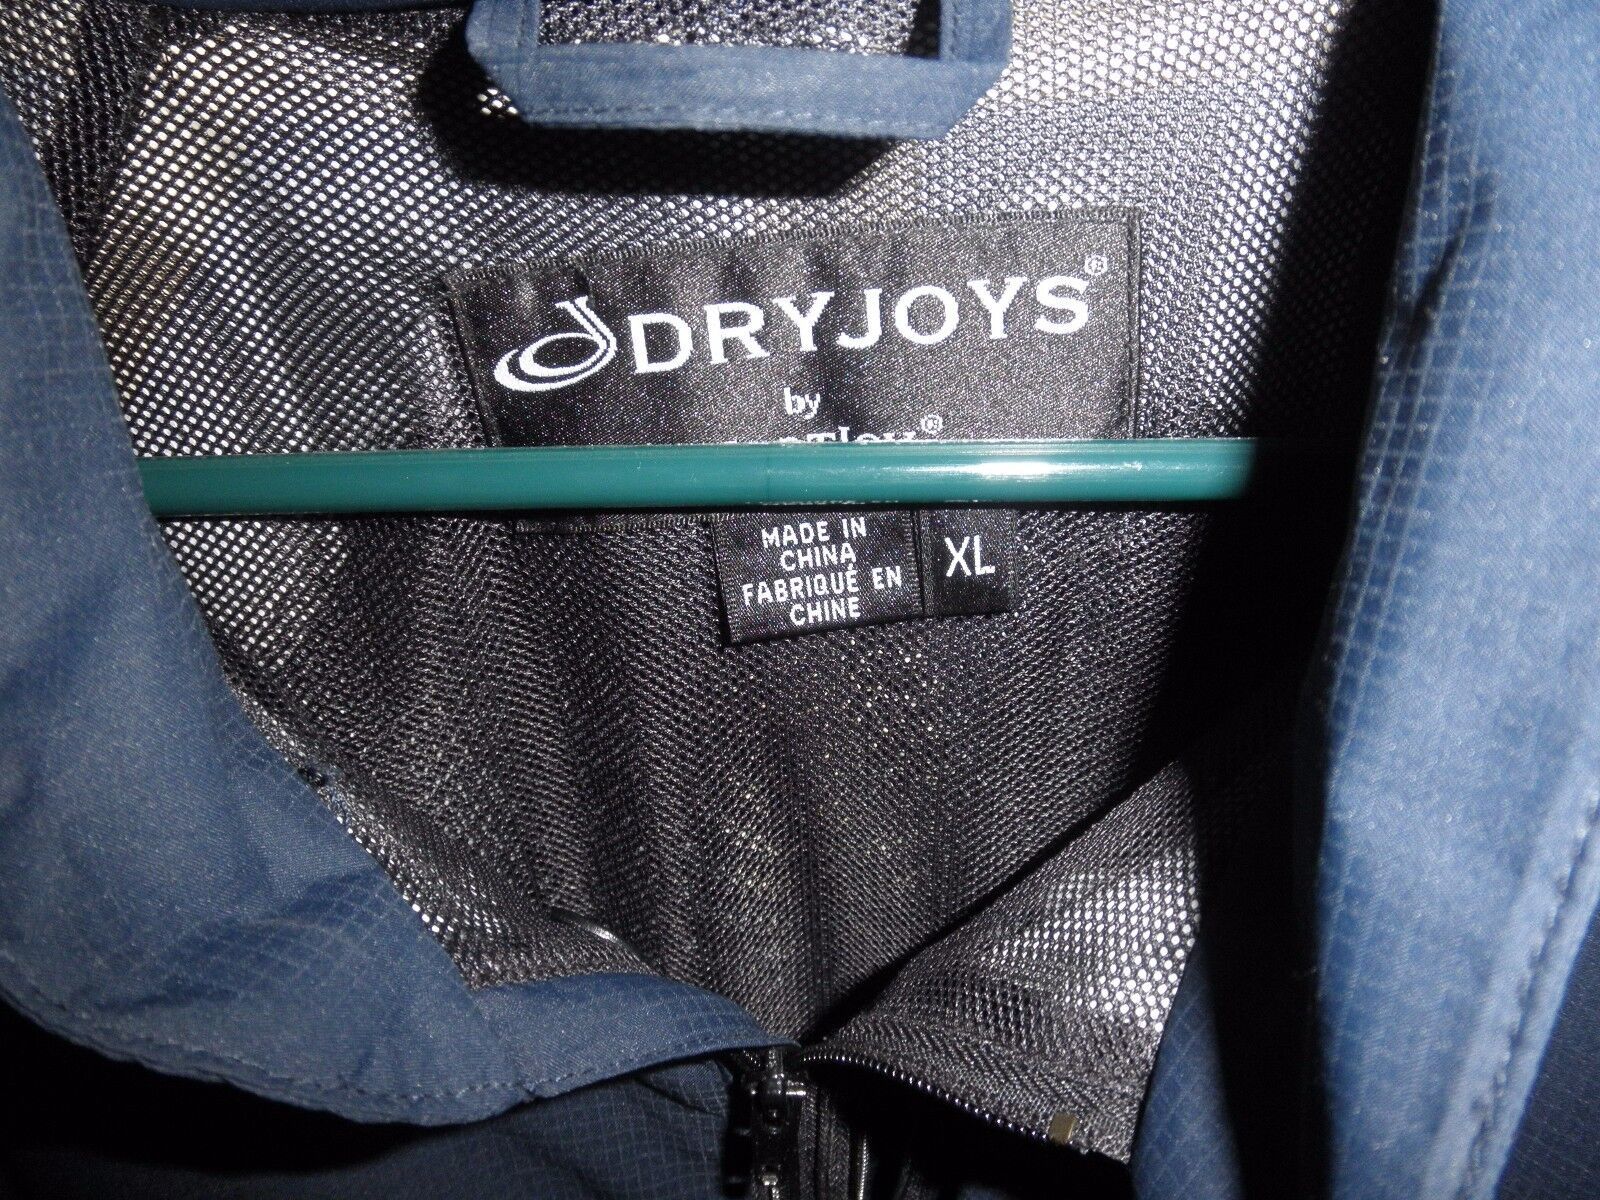 DRYJOYS®
by
MADE IN
CHINA
FABRIQUÉ EN
CHINE
XL